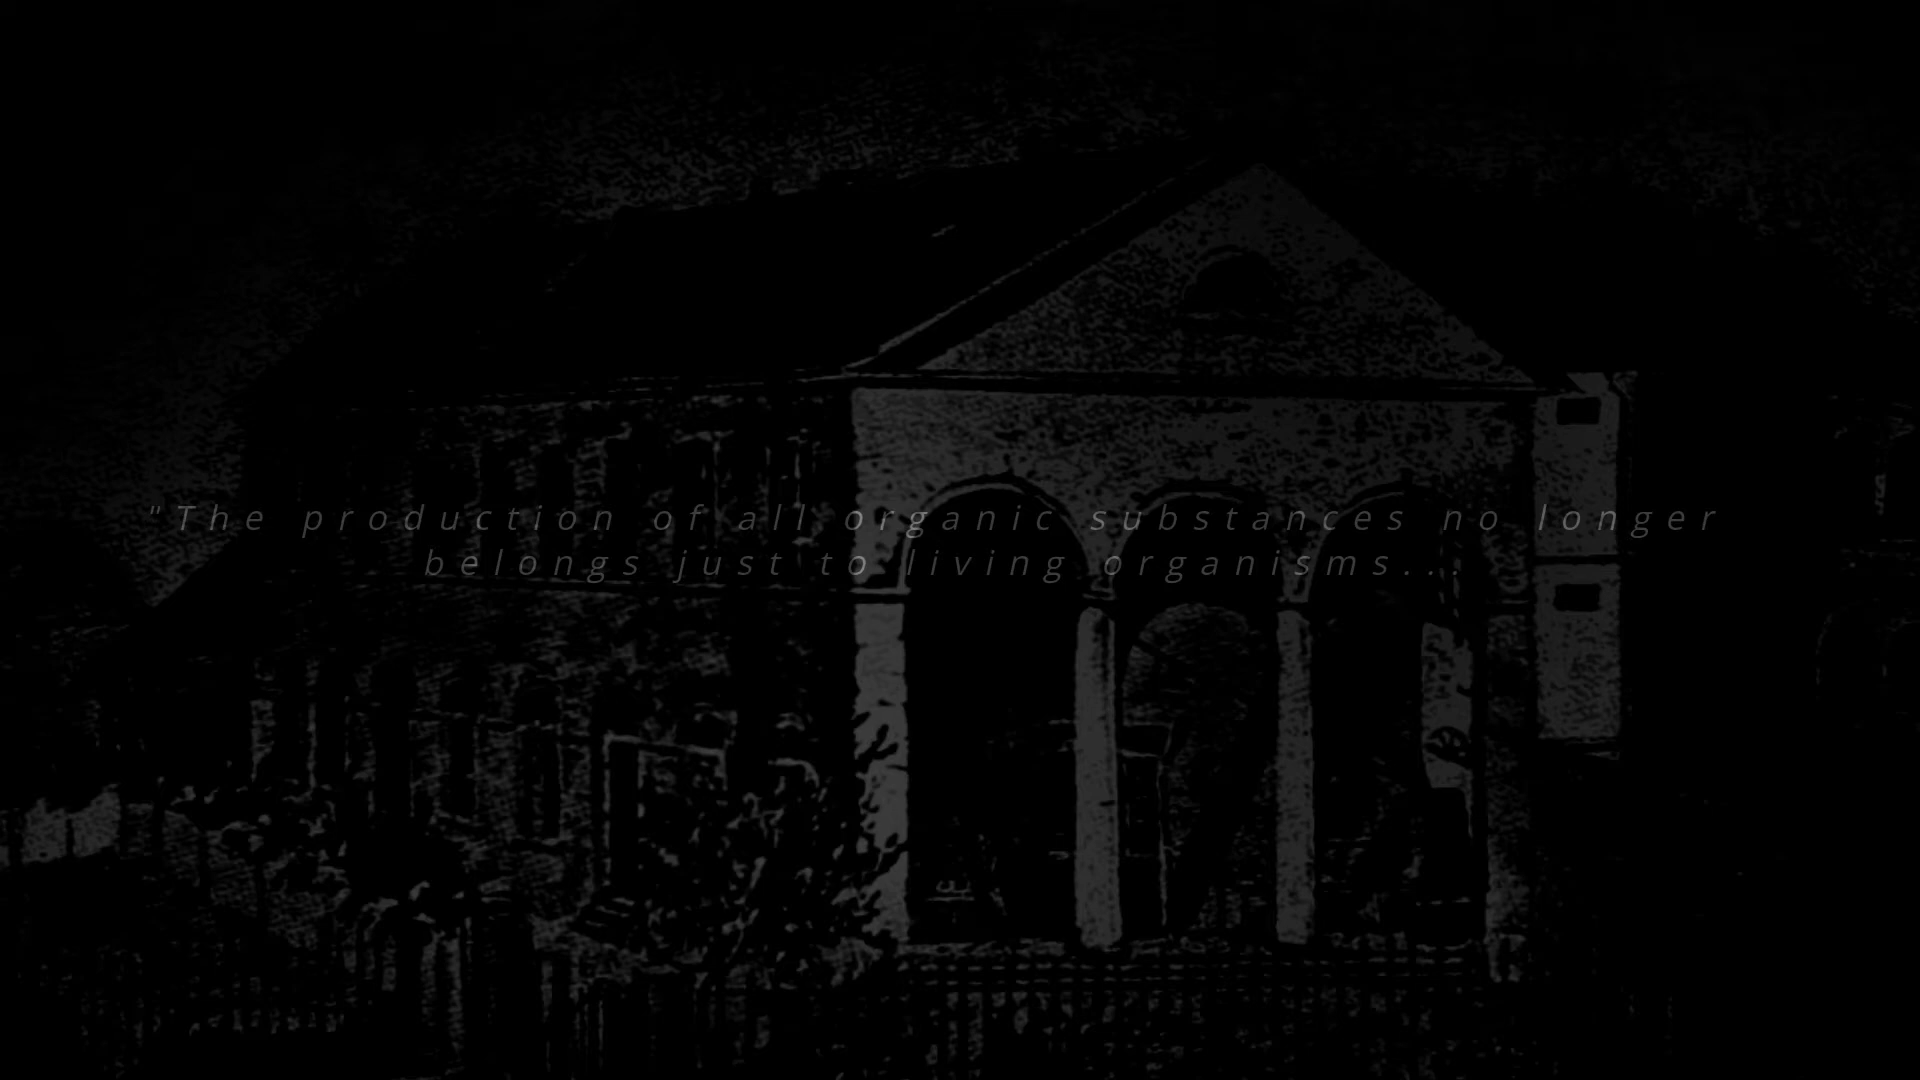 "The production of all organic substances no longer
belongs just to living organisms...